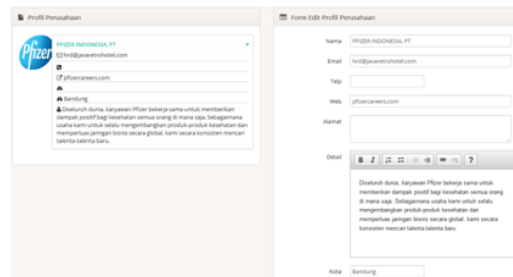 Profil Perusahaan
Pfizer
PFIZER INDONESIA, PT
hrd@javaretrohotel.com
pfizercareers.com
Bandung
Diseluruh dunia, karyawan Pfizer bekerja sama untuk memberikan
dampak positif bagi kesehatan semua orang di mana saja. Sebagaimana
usaha kami untuk selalu mengembangkan produk-produk kesehatan dan
memperluas jaringan bisnis secara global, kami secara konsisten mencari
talenta-talenta baru.
Form Edit Profil Perusahaan
Nama PFIZER INDONESIA, PT
Email hrd@javaretrohotel.com
Telp
Web pfizercareers.com
Alamat
Detail
B I ?
Diseluruh dunia, karyawan Pfizer bekerja sama untuk
memberikan dampak positif bagi kesehatan semua orang
di mana saja. Sebagaimana usaha kami untuk selalu
mengembangkan produk-produk kesehatan dan
memperluas jaringan bisnis secara global, kami secara
konsisten mencari talenta-talenta baru.
Kota Bandung